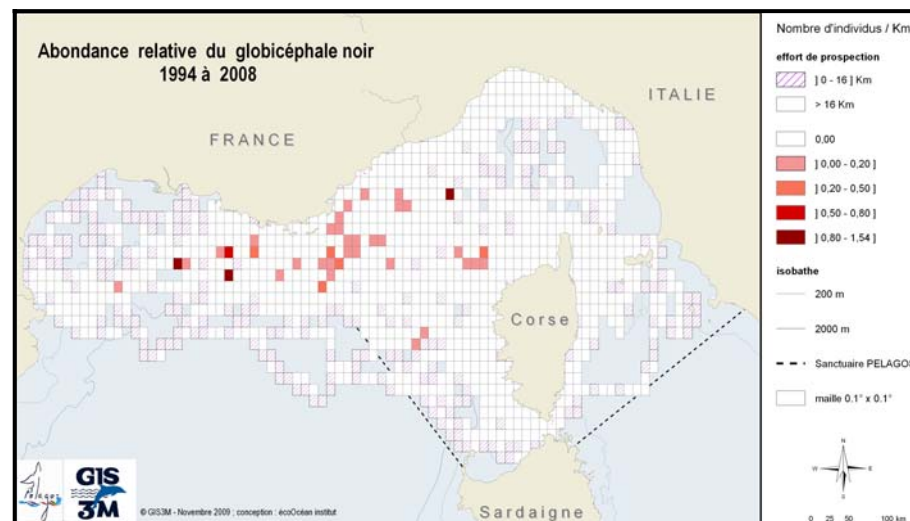 Abondance relative du globicéphale noir
1994 à 2008
FRANCE
ITALIE
Corse
Sardaigne
Pelagos
GIS
3M
© GIS3M - Novembre 2009 ; conception : écoOcéan institut
Nombre d'individus / Km
effort de prospection
] 0 - 16 ] Km
> 16 Km
0,00
] 0,00 - 0,20 ]
] 0,20 - 0,50 ]
] 0,50 - 0,80 ]
] 0,80 - 1,54 ]
isobathe
200 m
2000 m
Sanctuaire PELAGOS
maille 0.1° x 0.1°
N
W E
S
0 25 50 100 km